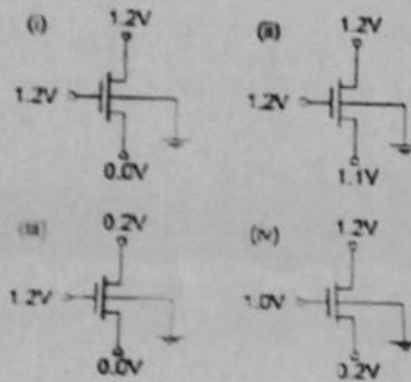 (i) 1.2V (ii) 1.2V
1.2V 1.2V
0.0V 1.1V
(iii) 0.2V (iv) 1.2V
1.2V 1.0V
0.0V 0.2V